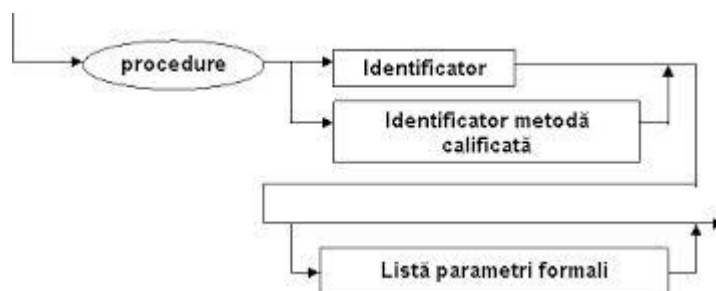 procedure
Identificator
Identificator metodă
calificată
Listă parametri formali